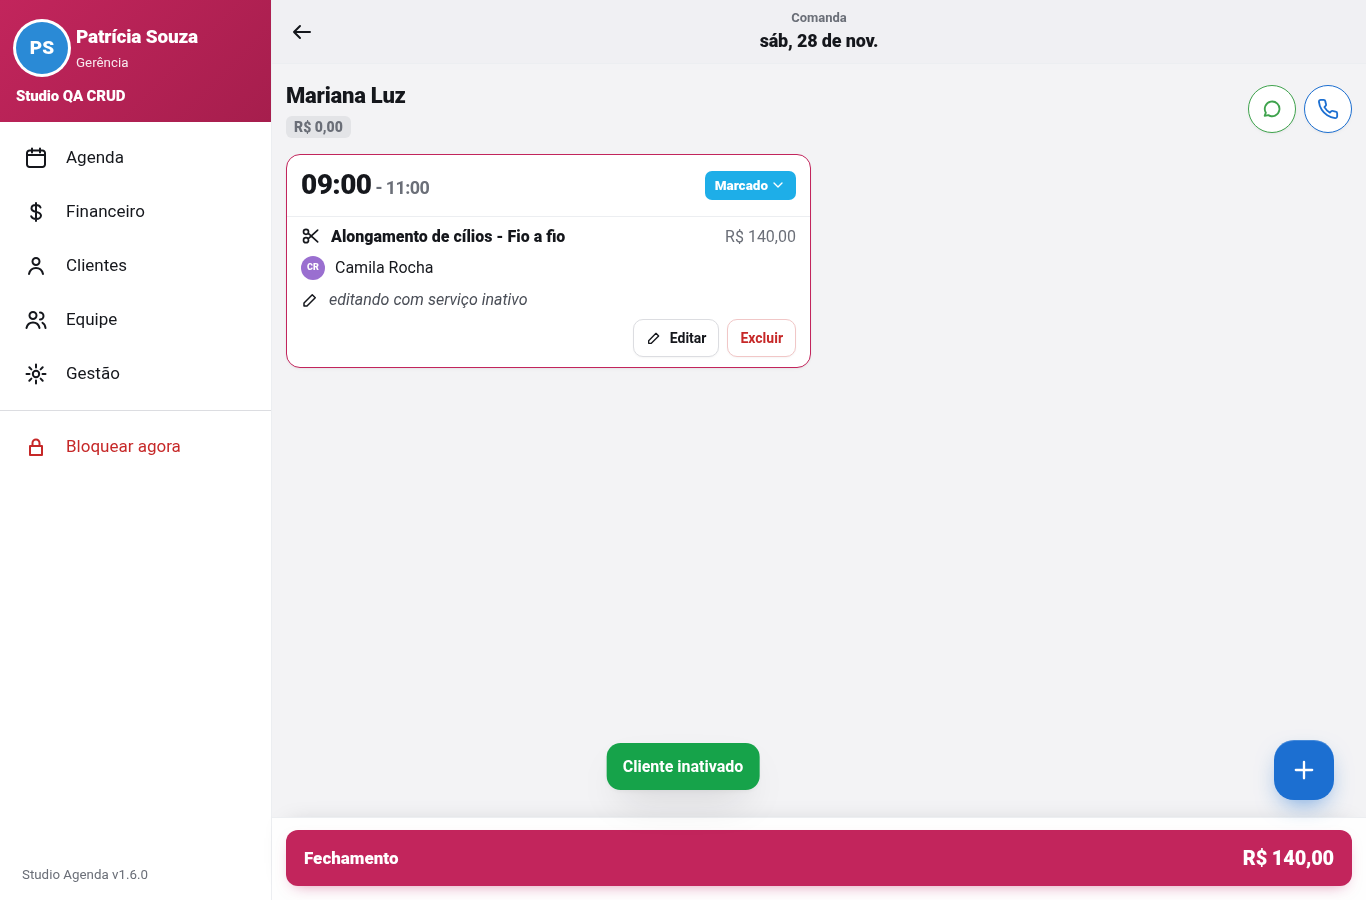 PS
Patrícia Souza
Gerência
Studio QA CRUD
Agenda
Financeiro
Clientes
Equipe
Gestão
Bloquear agora
Studio Agenda v1.6.0
Comanda
sáb, 28 de nov.
Mariana Luz
R$ 0,00
09:00 - 11:00
Marcado
Alongamento de cílios - Fio a fio
R$ 140,00
CR
Camila Rocha
editando com serviço inativo
Editar
Excluir
Cliente inativado
Fechamento
R$ 140,00